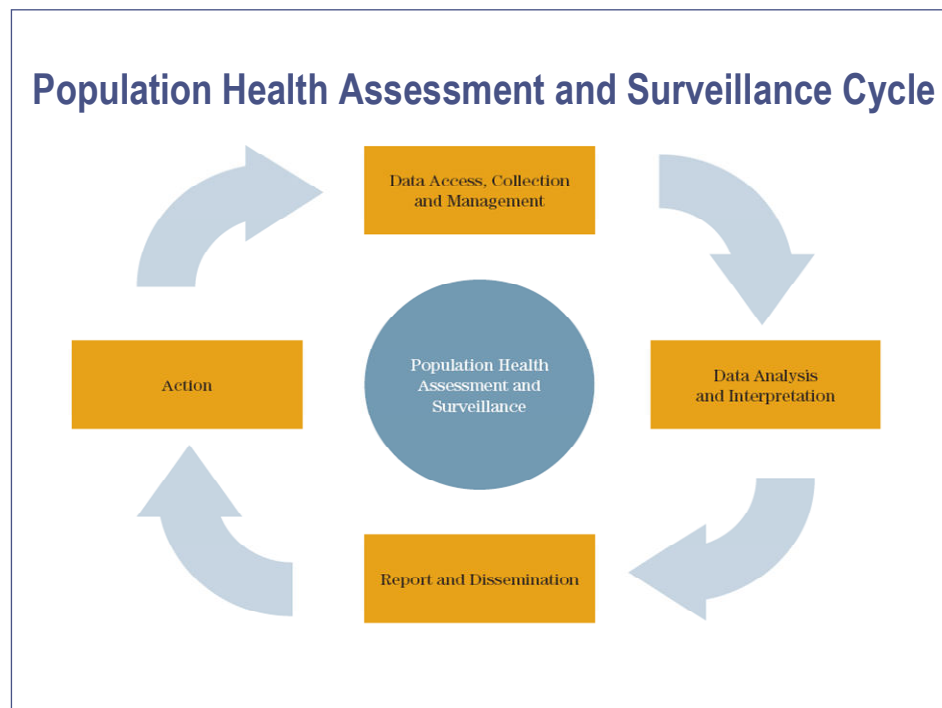 Population Health Assessment and Surveillance Cycle
Data Access, Collection
and Management
Action
Population Health
Assessment and
Surveillance
Data Analysis
and Interpretation
Report and Dissemination